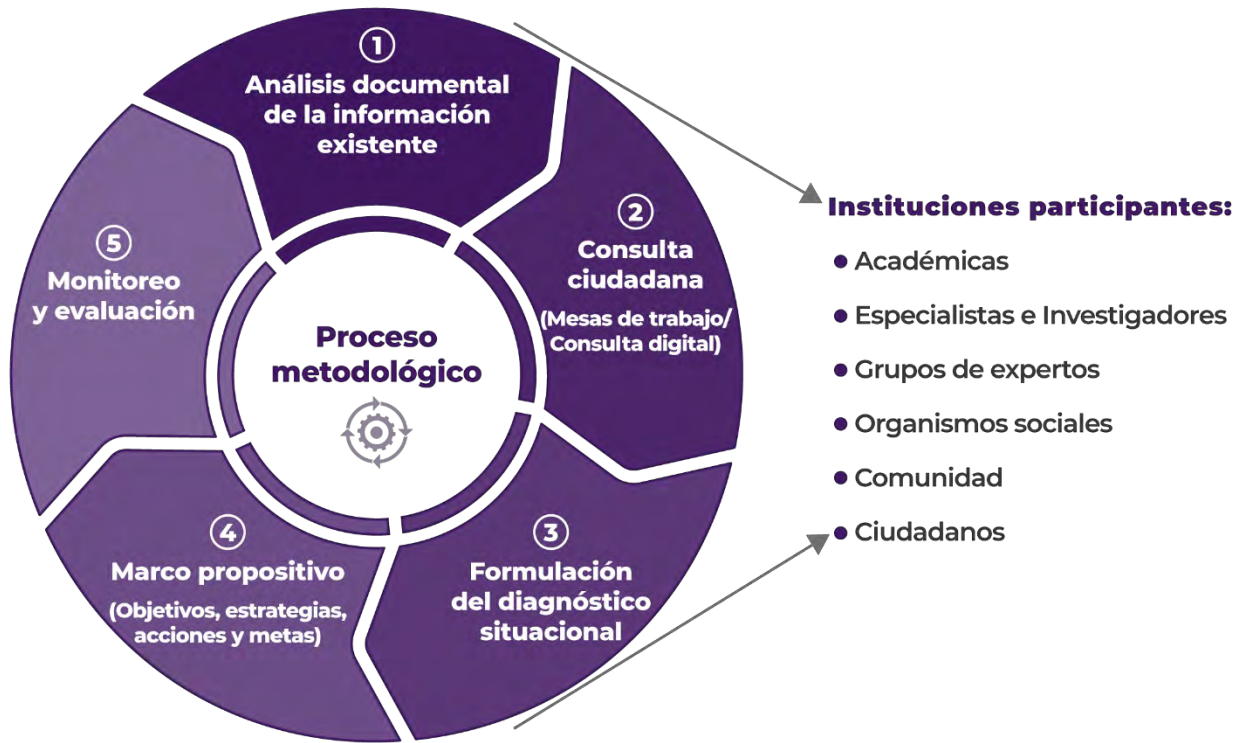 ①
Análisis documental
de la información
existente
②
Consulta
ciudadana
(Mesas de trabajo/
Consulta digital)
③
Formulación
del diagnóstico
situacional
④
Marco propositivo
(Objetivos, estrategias,
acciones y metas)
⑤
Monitoreo
y evaluación
Proceso
metodológico
Instituciones participantes:
• Académicas
• Especialistas e Investigadores
• Grupos de expertos
• Organismos sociales
• Comunidad
• Ciudadanos